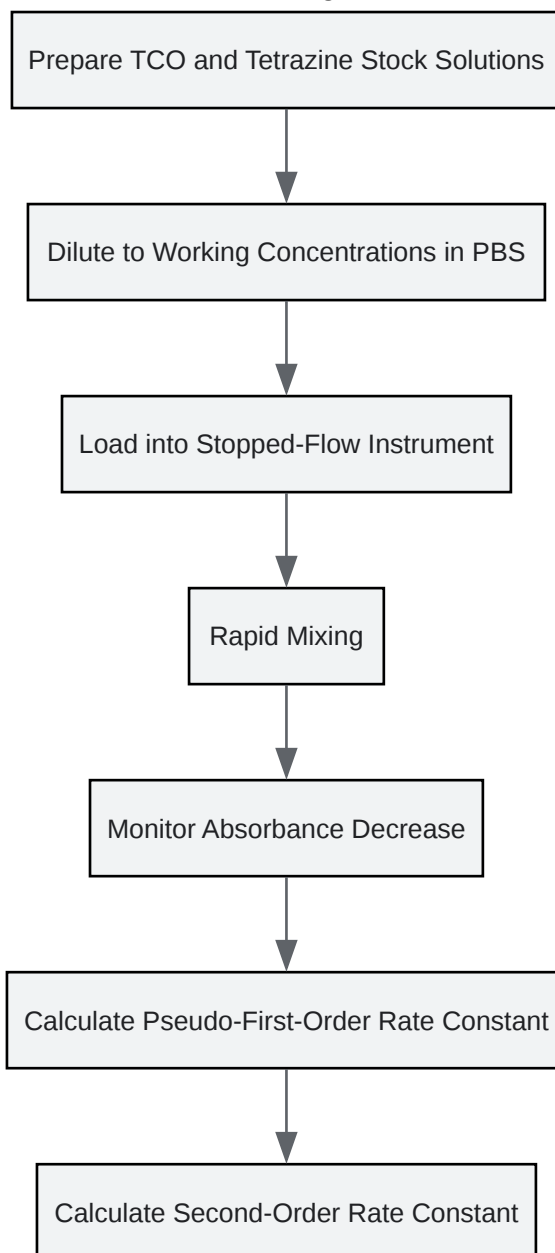 Prepare TCO and Tetrazine Stock Solutions
Dilute to Working Concentrations in PBS
Load into Stopped-Flow Instrument
Rapid Mixing
Monitor Absorbance Decrease
Calculate Pseudo-First-Order Rate Constant
Calculate Second-Order Rate Constant